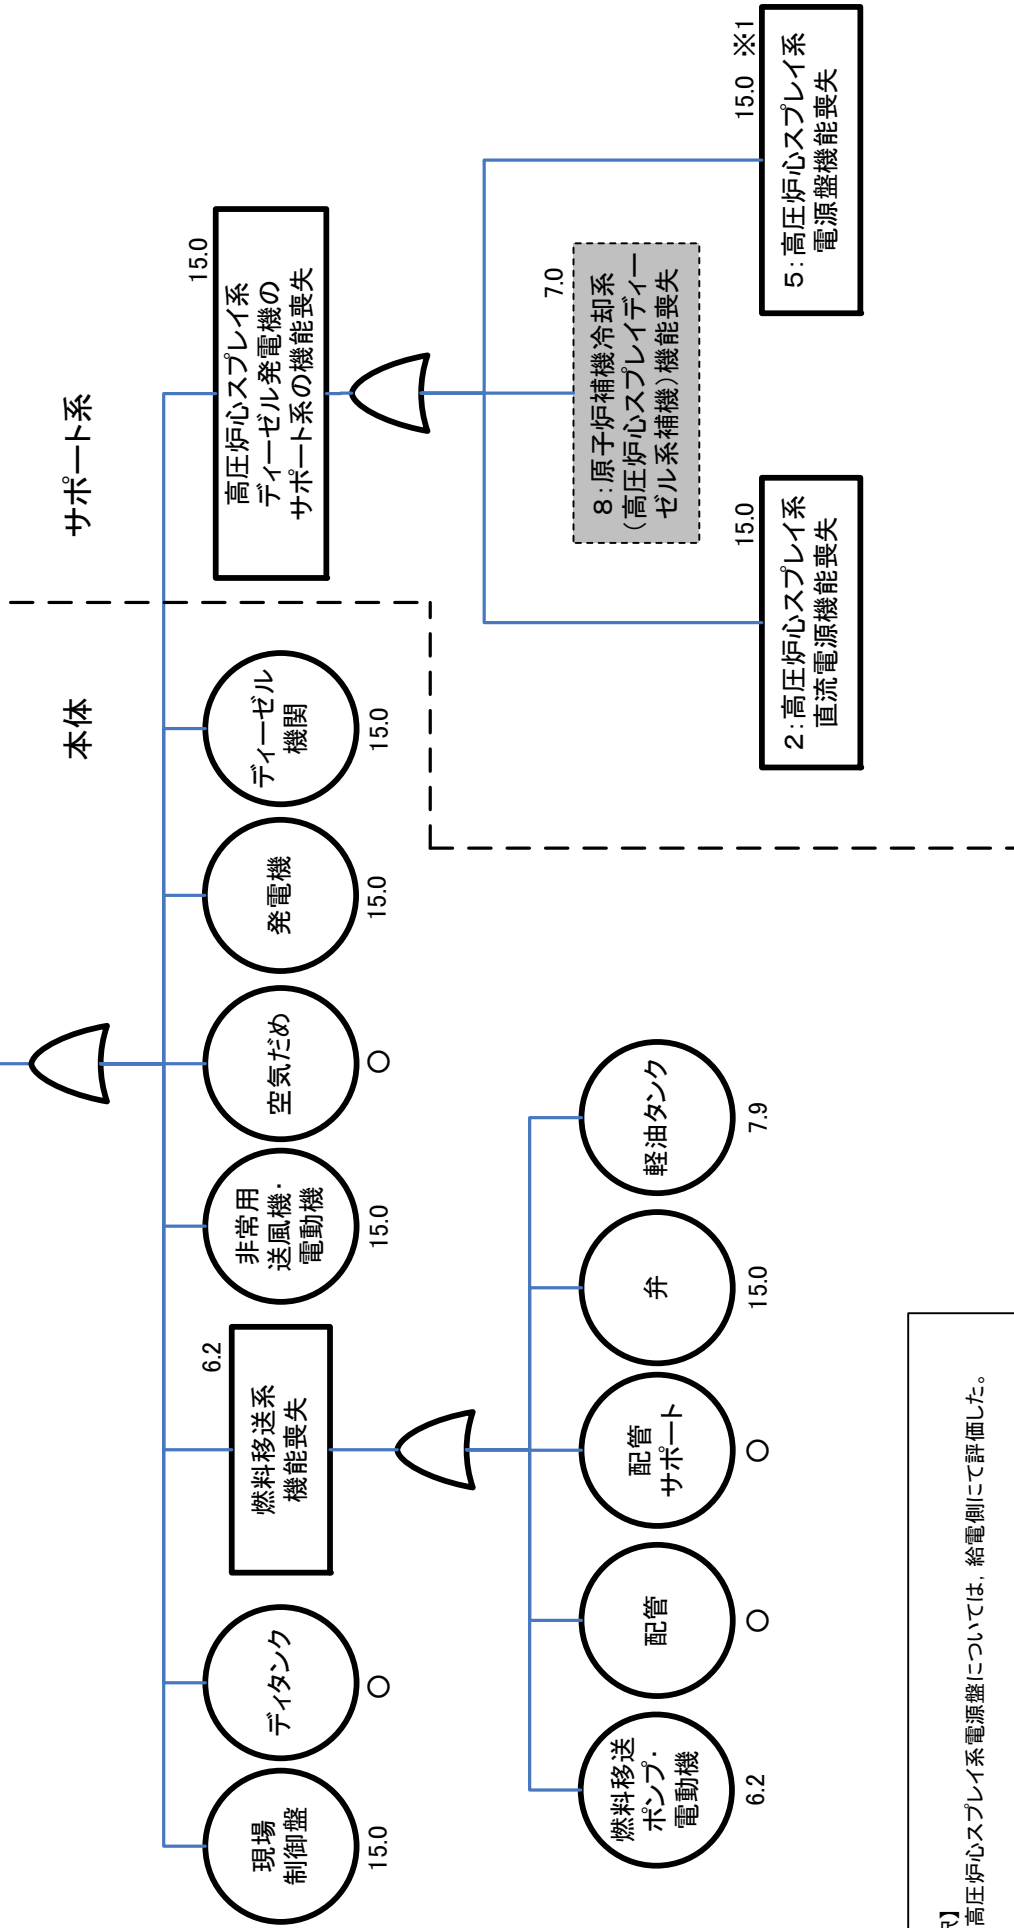 本体
サポート系
現場
制御盤
15.0
ディタンク
○
6.2
燃料移送系
機能喪失
非常用
送風機・
電動機
15.0
空気だめ
○
発電機
15.0
ディーゼル
機関
15.0
15.0
高圧炉心スプレイ系
ディーゼル発電機の
サポート系の機能喪失
燃料移送
ポンプ・
電動機
6.2
配管
○
配管
サポート
○
弁
15.0
軽油タンク
7.9
15.0
2:高圧炉心スプレイ系
直流電源機能喪失
7.0
8:原子炉補機冷却系
(高圧炉心スプレイディー
ゼル系補機)機能喪失
15.0 ※1
5:高圧炉心スプレイ系
電源盤機能喪失
】
高圧炉心スプレイ系電源盤については,給電側にて評価した。